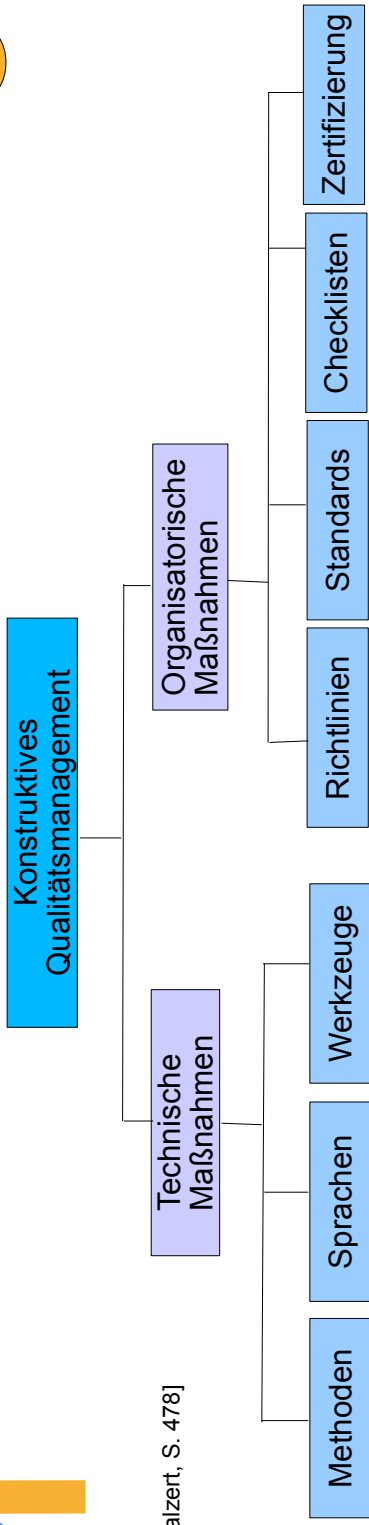 Konstruktives
Qualitätsmanagement
Technische
Maßnahmen
Organisatorische
Maßnahmen
Methoden
Sprachen
Werkzeuge
Richtlinien
Standards
Checklisten
Zertifizierung
alzert, S. 478]